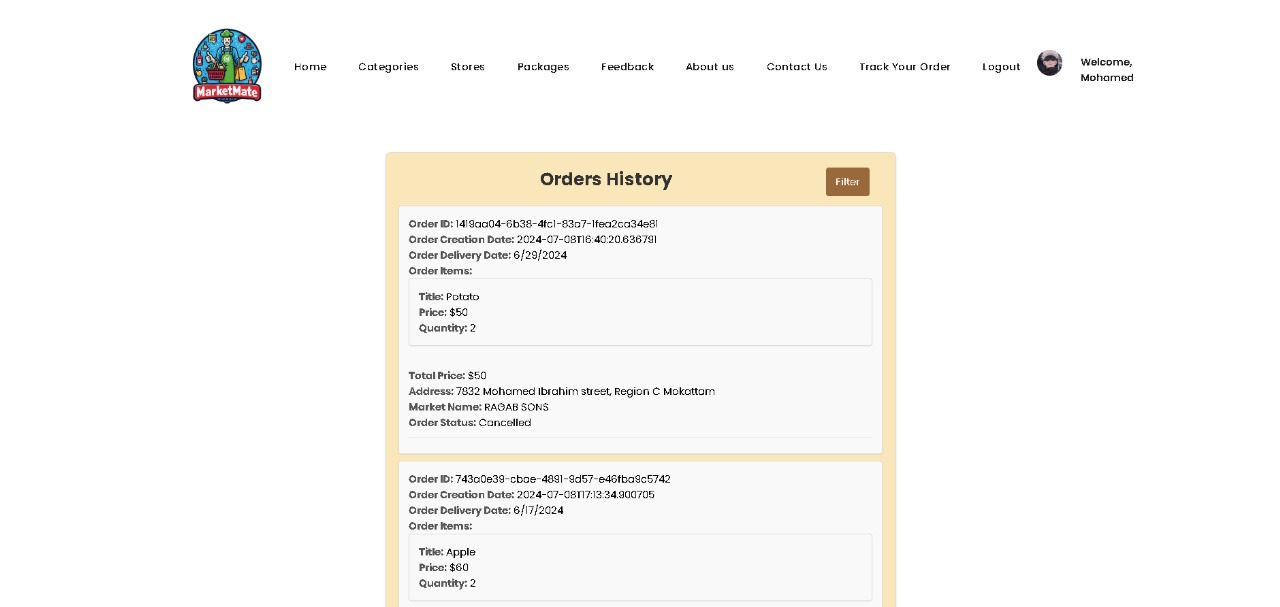 MarketMate
Home Categories Stores Packages Feedback About us Contact Us Track Your Order Logout
Welcome,
Mohamed
Orders History
Filter
Order ID: 1419aa04-6b38-4fc1-83a7-1fea2ca34e81
Order Creation Date: 2024-07-08T16:40:20.636791
Order Delivery Date: 6/29/2024
Order Items:
Title: Potato
Price: $50
Quantity: 2
Total Price: $50
Address: 7832 Mohamed Ibrahim street, Region C Mokattam
Market Name: RAGAB SONS
Order Status: Cancelled
Order ID: 743a0e39-cbae-4891-9d57-e46fba9c5742
Order Creation Date: 2024-07-08T17:13:34.900705
Order Delivery Date: 6/17/2024
Order Items:
Title: Apple
Price: $60
Quantity: 2